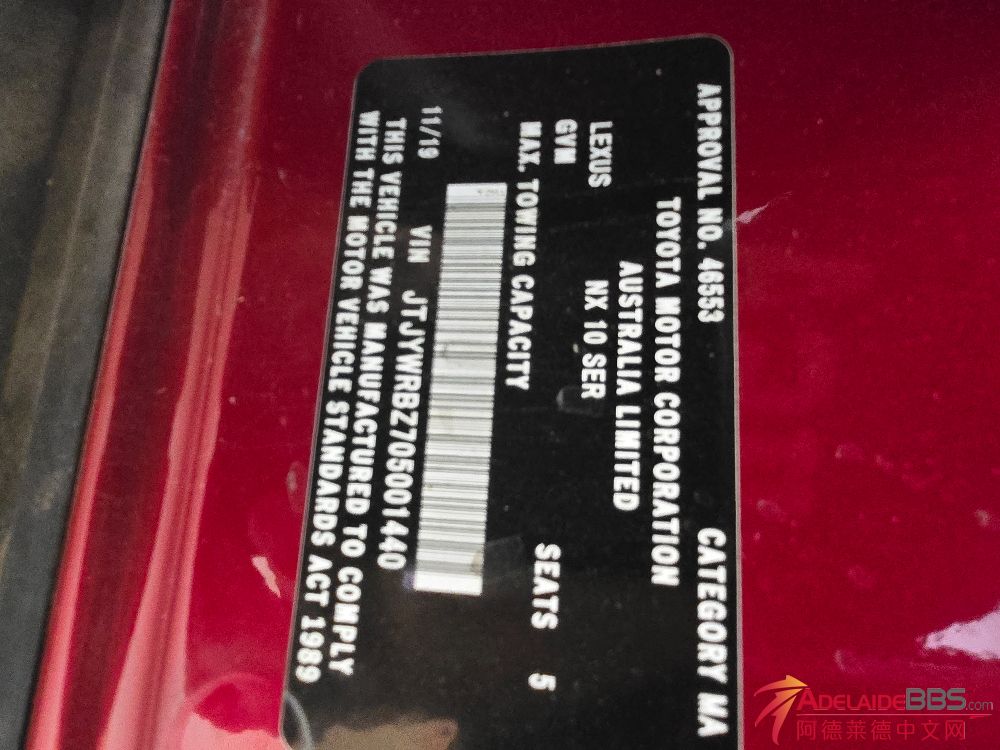 APPROVAL NO. 46553 CATEGORY MA
TOYOTA MOTOR CORPORATION
AUSTRALIA LIMITED
LEXUS NX 10 SER
GVM
MAX. TOWING CAPACITY SEATS 5
11/19 VIN JTJYWRBZ705001440
THIS VEHICLE WAS MANUFACTURED TO COMPLY
WITH THE MOTOR VEHICLE STANDARDS ACT 1989
ADELAIDEBBS.com
阿德莱德中文网